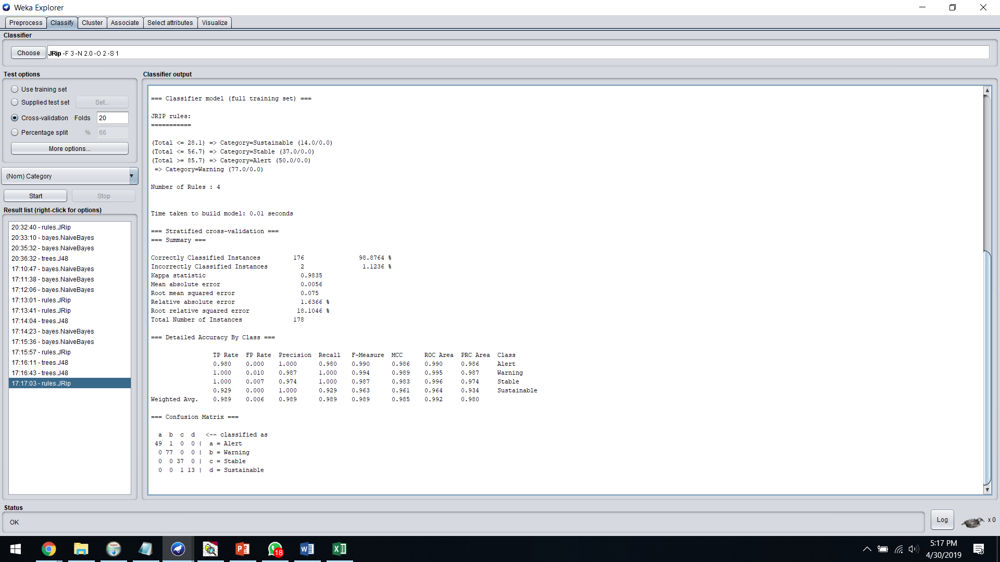 Weka Explorer
Preprocess Classify Cluster Associate Select attributes Visualize
Classifier
Choose JRip -F 3 -N 2.0 -O 2 -S 1
Test options
Use training set
Supplied test set Set...
Cross-validation Folds 20
Percentage split % 66
More options...
(Nom) Category
Start Stop
Result list (right-click for options)
20:32:40 - rules.JRip
20:33:10 - bayes.NaiveBayes
20:35:32 - bayes.NaiveBayes
20:36:32 - trees.J48
17:10:47 - bayes.NaiveBayes
17:11:38 - bayes.NaiveBayes
17:12:06 - bayes.NaiveBayes
17:13:01 - rules.JRip
17:13:41 - rules.JRip
17:14:04 - trees.J48
17:14:23 - bayes.NaiveBayes
17:15:36 - bayes.NaiveBayes
17:15:57 - rules.JRip
17:16:11 - trees.J48
17:16:43 - trees.J48
17:17:03 - rules.JRip
Classifier output
=== Classifier model (full training set) ===
JRIP rules:
===========
(Total <= 28.1) => Category=Sustainable (14.0/0.0)
(Total <= 56.7) => Category=Stable (37.0/0.0)
(Total >= 85.7) => Category=Alert (50.0/0.0)
=> Category=Warning (77.0/0.0)
Number of Rules : 4
Time taken to build model: 0.01 seconds
=== Stratified cross-validation ===
=== Summary ===
Correctly Classified Instances 176 98.8764 %
Incorrectly Classified Instances 2 1.1236 %
Kappa statistic 0.9835
Mean absolute error 0.0056
Root mean squared error 0.075
Relative absolute error 1.6366 %
Root relative squared error 18.1046 %
Total Number of Instances 178
=== Detailed Accuracy By Class ===
TP Rate FP Rate Precision Recall F-Measure MCC ROC Area PRC Area Class
0.980 0.000 1.000 0.980 0.990 0.986 0.990 0.986 Alert
1.000 0.010 0.987 1.000 0.994 0.989 0.995 0.987 Warning
1.000 0.007 0.974 1.000 0.987 0.983 0.996 0.974 Stable
0.929 0.000 1.000 0.929 0.963 0.961 0.964 0.934 Sustainable
Weighted Avg. 0.989 0.006 0.989 0.989 0.989 0.985 0.992 0.980
=== Confusion Matrix ===
a b c d <-- classified as
49 1 0 0 | a = Alert
0 77 0 0 | b = Warning
0 0 37 0 | c = Stable
0 0 1 13 | d = Sustainable
Status
OK
Log
x 0
18
5:17 PM
4/30/2019